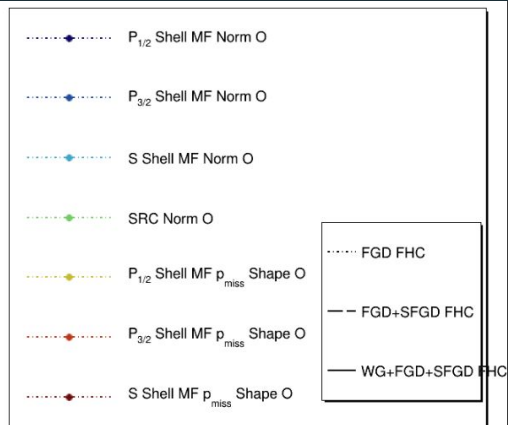 P1/2 Shell MF Norm O
P3/2 Shell MF Norm O
S Shell MF Norm O
SRC Norm O
P1/2 Shell MF pmiss Shape O
P3/2 Shell MF pmiss Shape O
S Shell MF pmiss Shape O
FGD FHC
FGD+SFGD FHC
WG+FGD+SFGD FHC